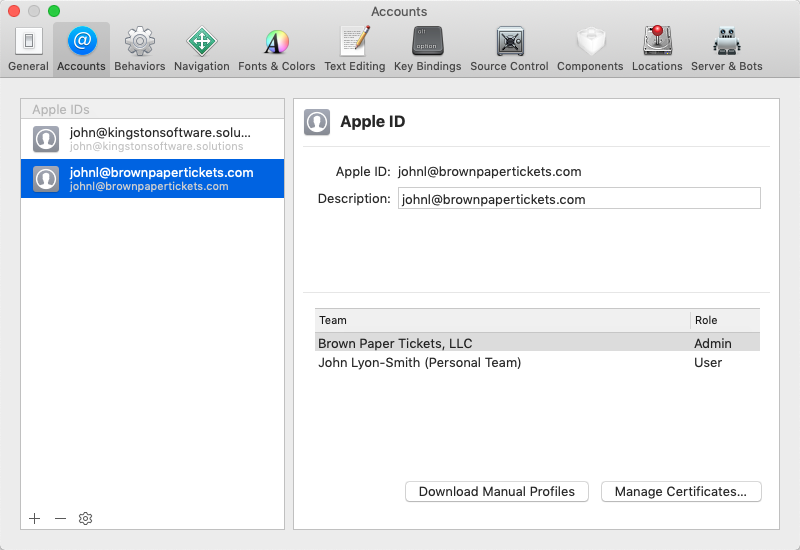 Accounts
General Accounts Behaviors Navigation Fonts & Colors Text Editing Key Bindings Source Control Components Locations Server & Bots
alt
option
Apple IDs
john@kingstonsoftware.solu...
john@kingstonsoftware.solutions
johnl@brownpapertickets.com
johnl@brownpapertickets.com
Apple ID
Apple ID: johnl@brownpapertickets.com
Description: johnl@brownpapertickets.com
Team Role
Brown Paper Tickets, LLC Admin
John Lyon-Smith (Personal Team) User
Download Manual Profiles Manage Certificates...